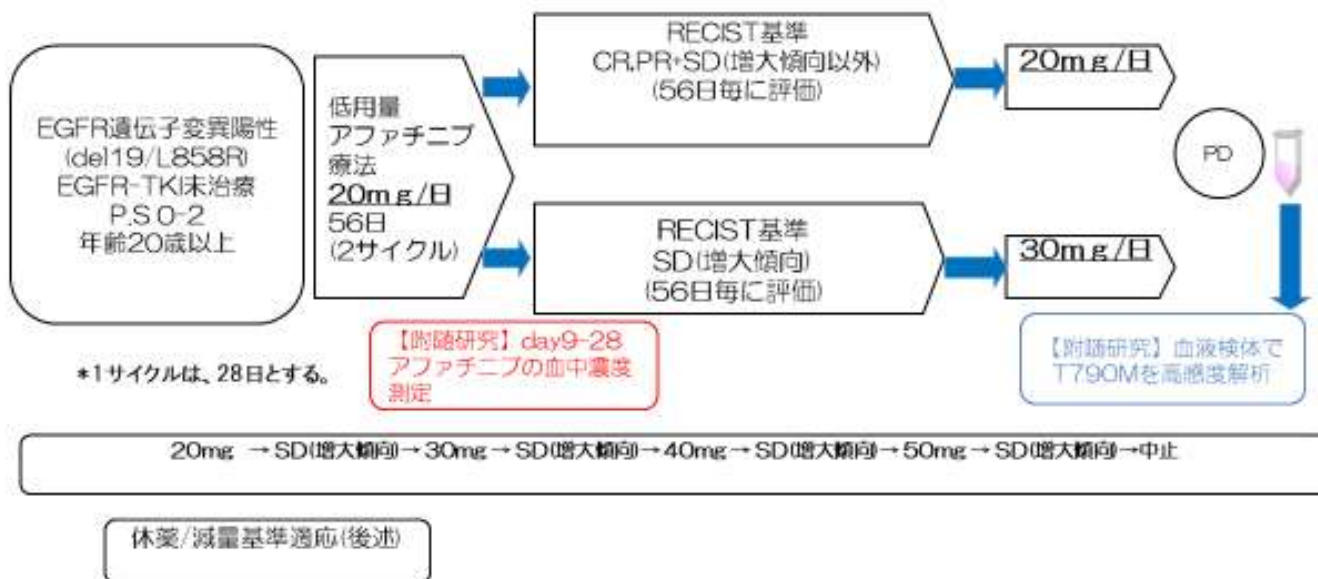 EGFR遺伝子変異陽性
(del19/L858R)
EGFR-TKI未治療
P.S 0-2
年齢20歳以上
低用量
アファチニブ
療法
20mg/日
56日
(2サイクル)
RECIST基準
CR,PR+SD(増大傾向以外)
(56日毎に評価)
20mg/日
RECIST基準
SD(増大傾向)
(56日毎に評価)
30mg/日
PD
*1サイクルは、28日とする。
【附随研究】day9-28
アファチニブの血中濃度
測定
【附随研究】血液検体で
T790Mを高感度解析
20mg →SD(増大傾向)→30mg→SD(増大傾向)→40mg→SD(増大傾向)→50mg→SD(増大傾向)→中止
休薬/減量基準適応(後述)